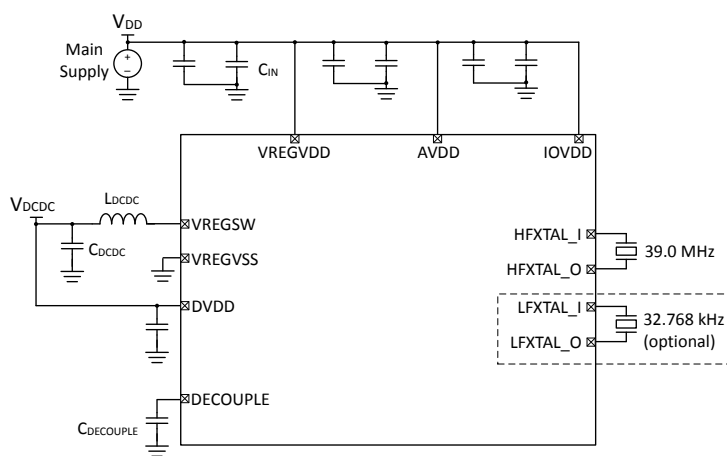 VDD
Main
Supply
+
–
CIN
VREGVDD
AVDD
IOVDD
VDCDC
LDCDC
CDCDC
VREGSW
VREGVSS
DVDD
DECOUPLE
CDECOUPLE
HFXTAL_I
HFXTAL_O
39.0 MHz
LFXTAL_I
LFXTAL_O
32.768 kHz
(optional)